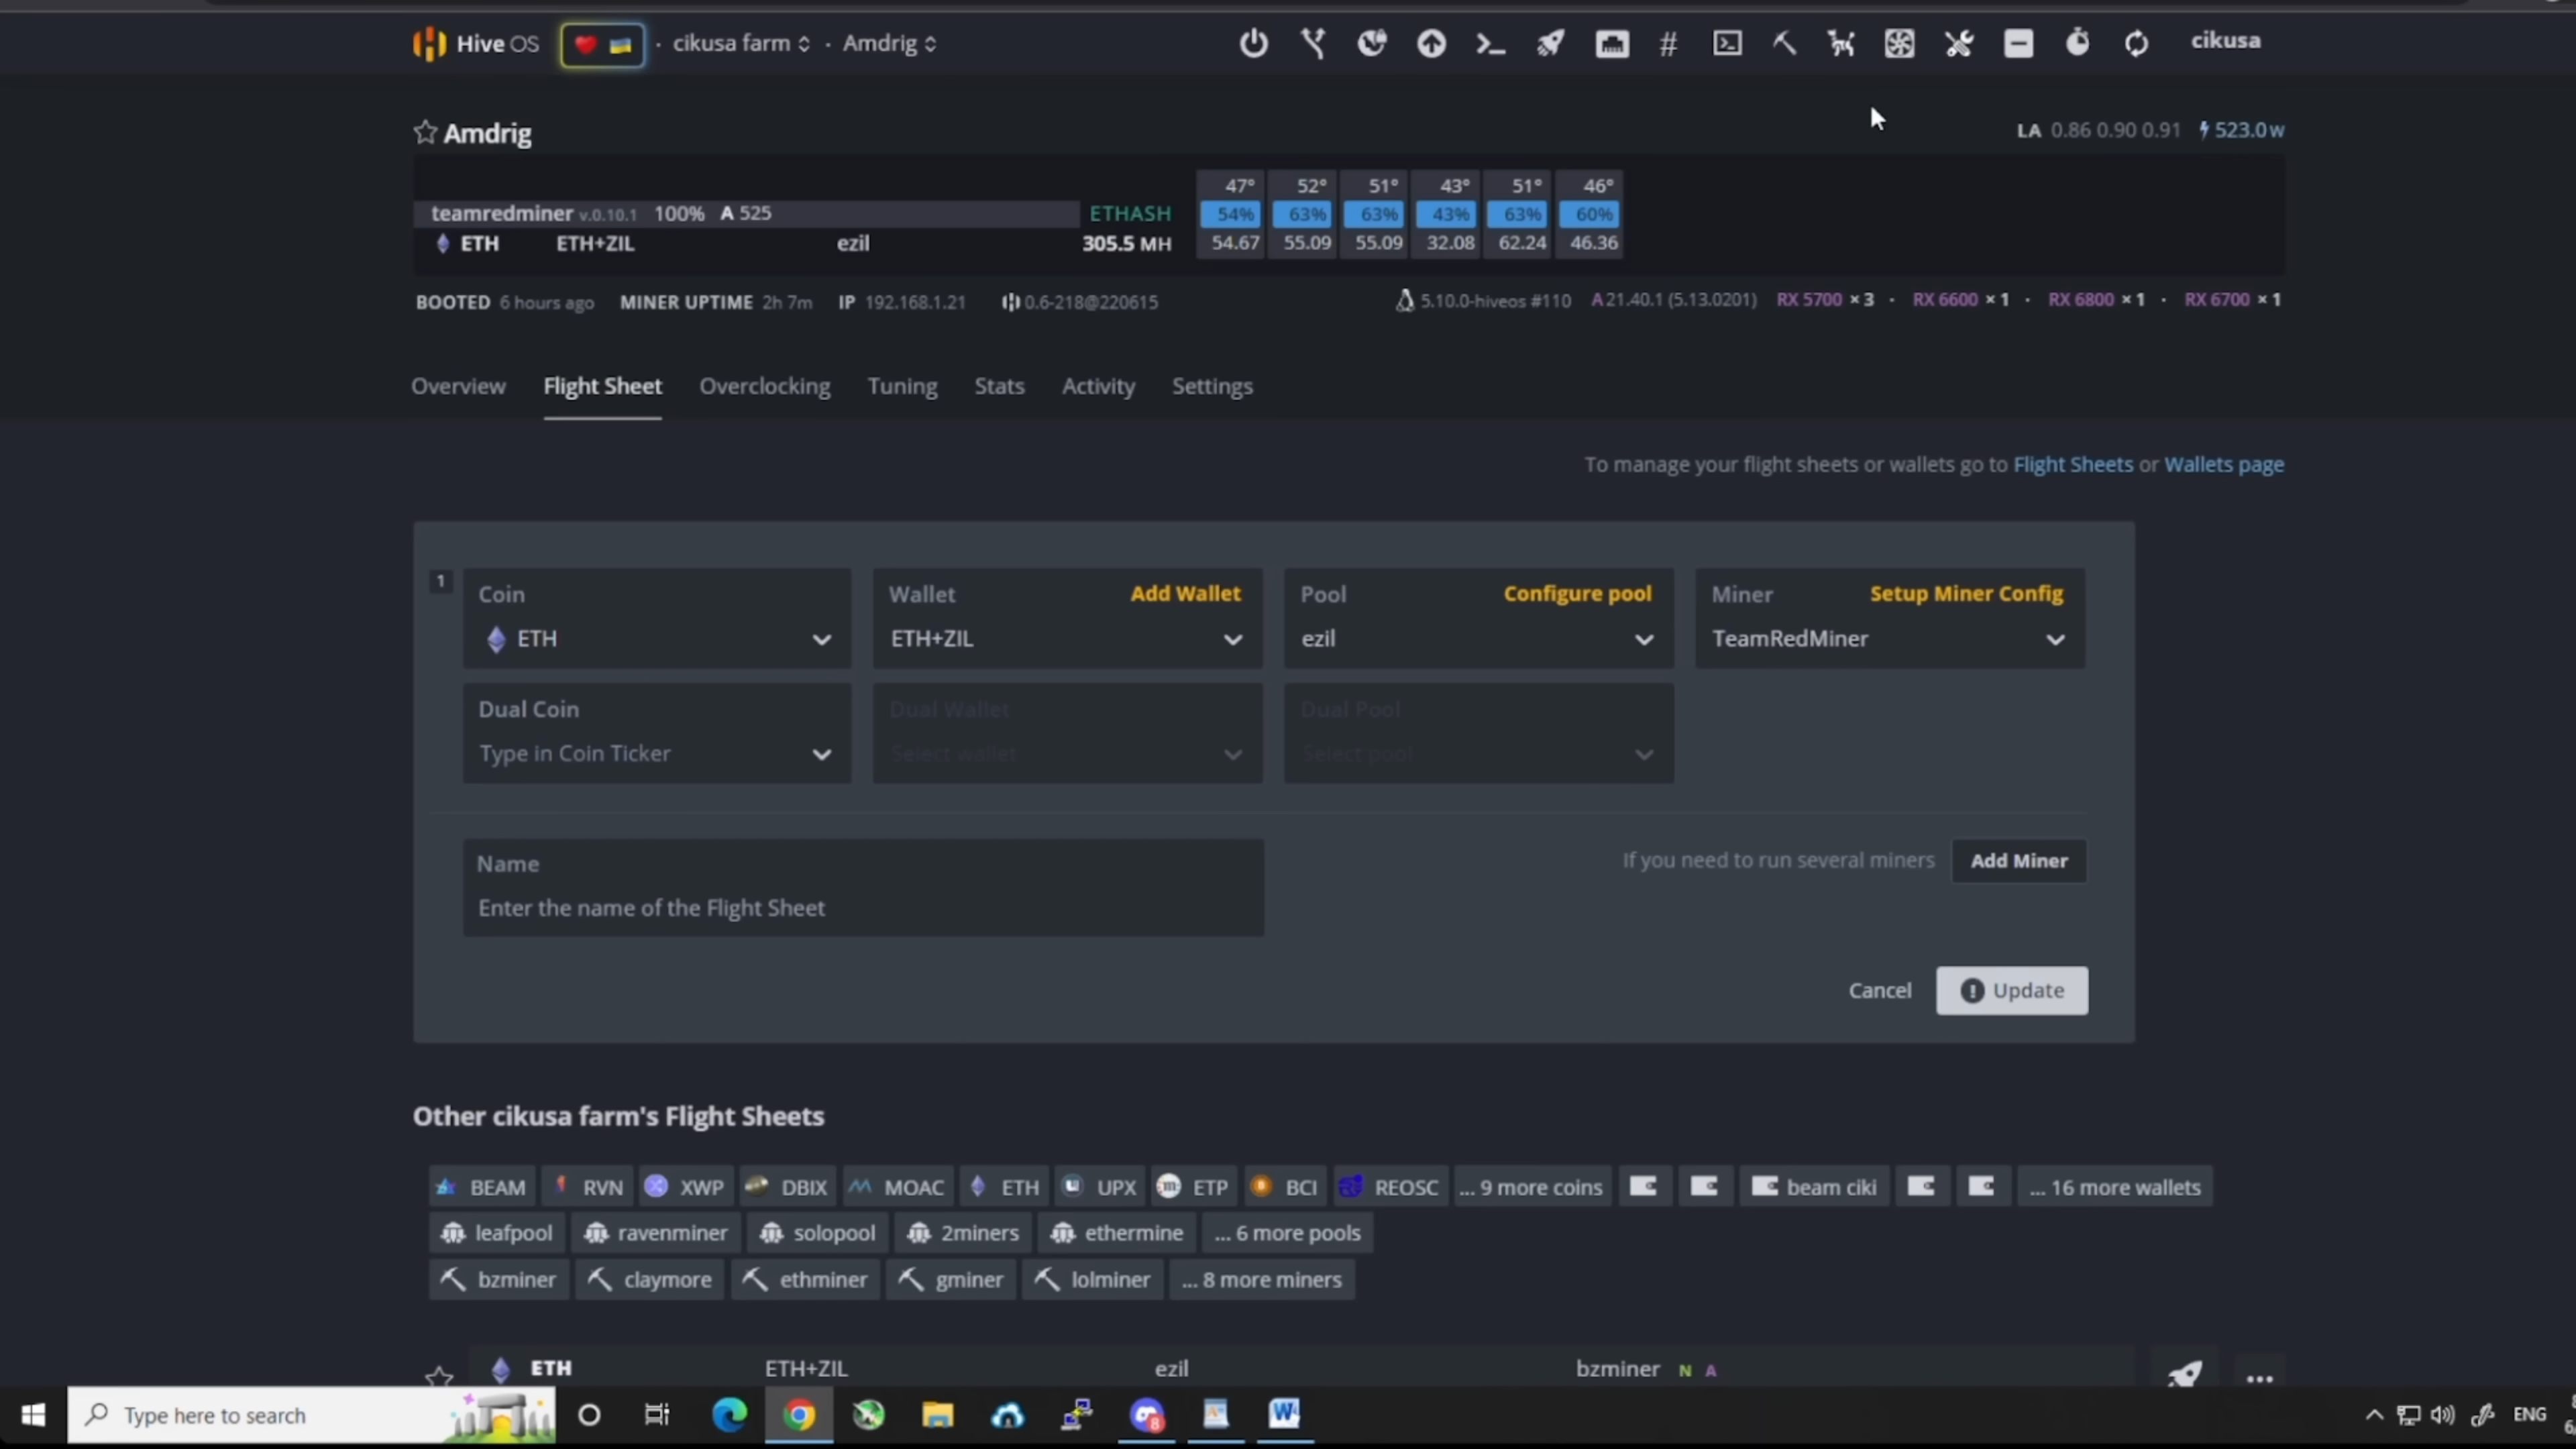 Hive OS · cikusa farm · Amdrig cikusa
Amdrig
LA 0.86 0.90 0.91 523.0 W
47° 52° 51° 43° 51° 46°
teamredminer v.0.10.1 100% A 525 ETHASH 54% 63% 63% 43% 63% 60%
ETH ETH+ZIL ezil 305.5 MH 54.67 55.09 55.09 32.08 62.24 46.36
BOOTED 6 hours ago MINER UPTIME 2h 7m IP 192.168.1.21 0.6-218@220615 5.10.0-hiveos #110 A 21.40.1 (5.13.0201) RX 5700 × 3 · RX 6600 × 1 · RX 6800 × 1 · RX 6700 × 1
Overview Flight Sheet Overclocking Tuning Stats Activity Settings
To manage your flight sheets or wallets go to Flight Sheets or Wallets page
1
Coin Wallet Add Wallet Pool Configure pool Miner Setup Miner Config
ETH ETH+ZIL ezil TeamRedMiner
Dual Coin Dual Wallet Dual Pool
Type in Coin Ticker Select wallet Select pool
Name
If you need to run several miners Add Miner
Enter the name of the Flight Sheet
Cancel Update
Other cikusa farm's Flight Sheets
BEAM RVN XWP DBIX MOAC ETH UPX ETP BCI REOSC ... 9 more coins beam ciki ... 16 more wallets
leafpool ravenminer solopool 2miners ethermine ... 6 more pools
bzminer claymore ethminer gminer lolminer ... 8 more miners
ETH ETH+ZIL ezil bzminer N A
Type here to search 8 ENG